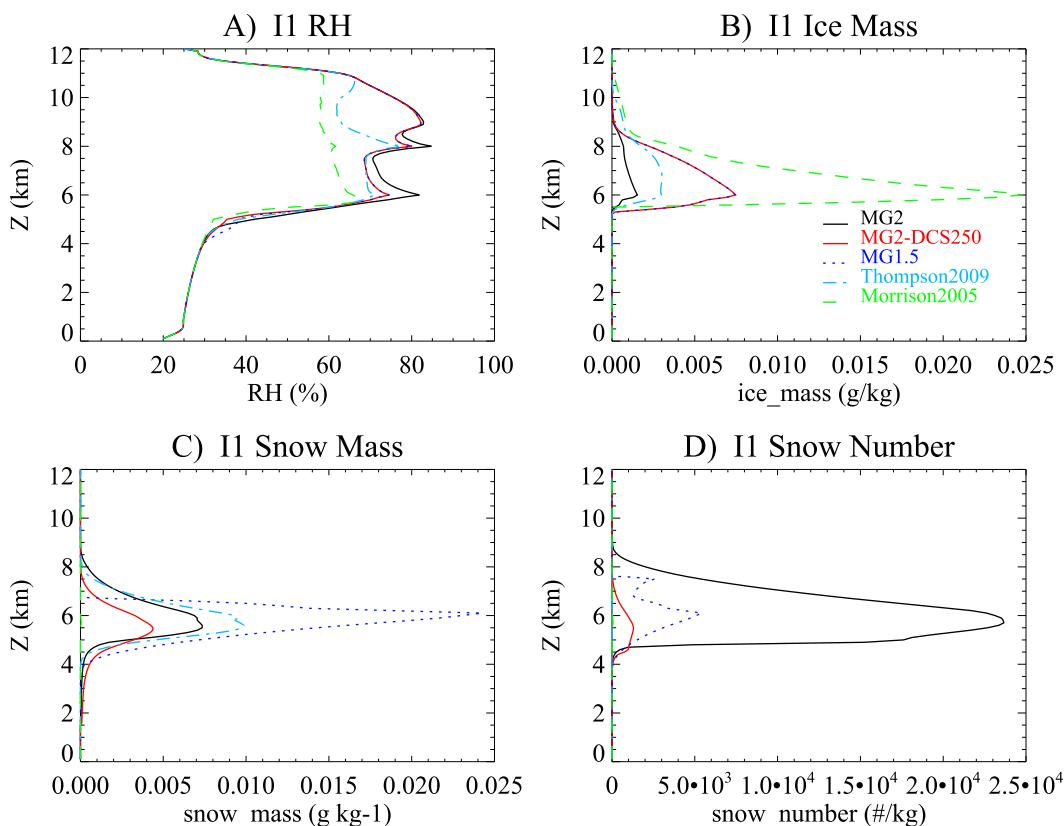 A) I1 RH
B) I1 Ice Mass
12
10
8
6
4
2
0
Z (km)
0 20 40 60 80 100
RH (%)
12
10
8
6
4
2
0
Z (km)
MG2
MG2-DCS250
MG1.5
Thompson2009
Morrison2005
0.000 0.005 0.010 0.015 0.020 0.025
ice_mass (g/kg)
C) I1 Snow Mass
D) I1 Snow Number
12
10
8
6
4
2
0
Z (km)
0.000 0.005 0.010 0.015 0.020 0.025
snow mass (g kg-1)
12
10
8
6
4
2
0
Z (km)
0 5.0•10³ 1.0•10⁴ 1.5•10⁴ 2.0•10⁴ 2.5•10⁴
snow number (#/kg)